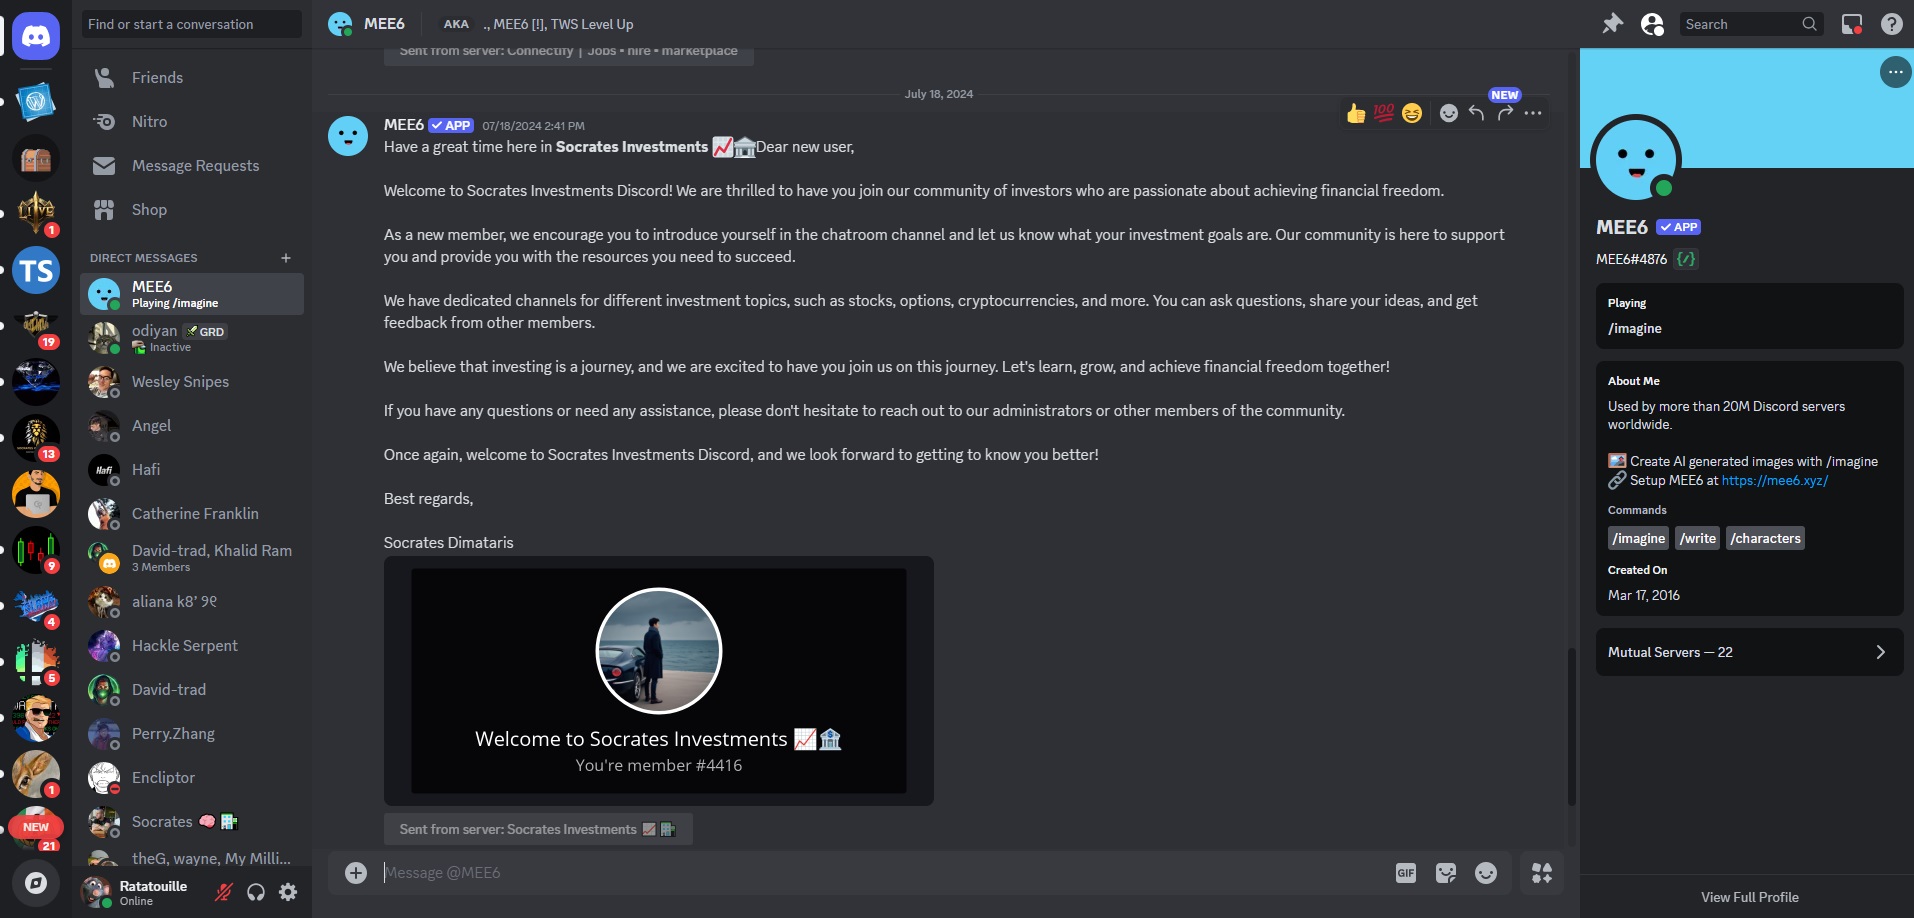 Find or start a conversation
Friends
Nitro
Message Requests
Shop
DIRECT MESSAGES
MEE6
Playing /imagine
odiyan GRD
Inactive
Wesley Snipes
Angel
Hafi
Hafi
Catherine Franklin
David-trad, Khalid Ram
3 Members
aliana k8' 9९
Hackle Serpent
David-trad
Perry.Zhang
Encliptor
Socrates
theG, wayne, My Milli...
Ratatouille
Online
LIVE
1
TS
19
13
9
4
5
1
NEW
21
MEE6
AKA ., MEE6 [!], TWS Level Up
Search
Sent from server: Connectify | Jobs • hire • marketplace
July 18, 2024
NEW
MEE6 ✓ APP 07/18/2024 2:41 PM
Have a great time here in Socrates Investments 📈🏛Dear new user,
Welcome to Socrates Investments Discord! We are thrilled to have you join our community of investors who are passionate about achieving financial freedom.
As a new member, we encourage you to introduce yourself in the chatroom channel and let us know what your investment goals are. Our community is here to support
you and provide you with the resources you need to succeed.
We have dedicated channels for different investment topics, such as stocks, options, cryptocurrencies, and more. You can ask questions, share your ideas, and get
feedback from other members.
We believe that investing is a journey, and we are excited to have you join us on this journey. Let's learn, grow, and achieve financial freedom together!
If you have any questions or need any assistance, please don't hesitate to reach out to our administrators or other members of the community.
Once again, welcome to Socrates Investments Discord, and we look forward to getting to know you better!
Best regards,
Socrates Dimataris
Welcome to Socrates Investments 📈🏦
You're member #4416
Sent from server: Socrates Investments
Message @MEE6
GIF
MEE6 ✓ APP
MEE6#4876 {/}
Playing
/imagine
About Me
Used by more than 20M Discord servers
worldwide.
Create AI generated images with /imagine
Setup MEE6 at https://mee6.xyz/
Commands
/imagine /write /characters
Created On
Mar 17, 2016
Mutual Servers — 22
View Full Profile